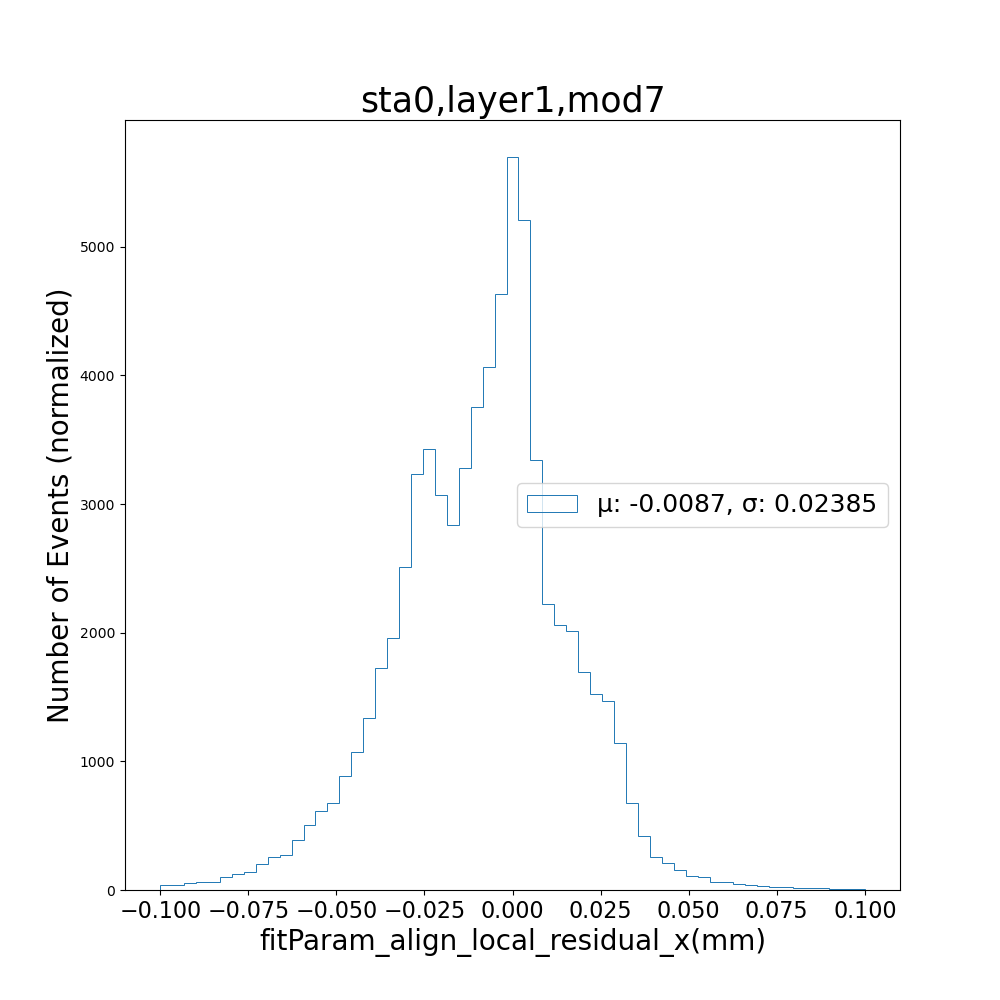 sta0,layer1,mod7
Number of Events (normalized)
5000
4000
3000
2000
1000
0
μ: -0.0087, σ: 0.02385
−0.100 −0.075 −0.050 −0.025 0.000 0.025 0.050 0.075 0.100
fitParam_align_local_residual_x(mm)